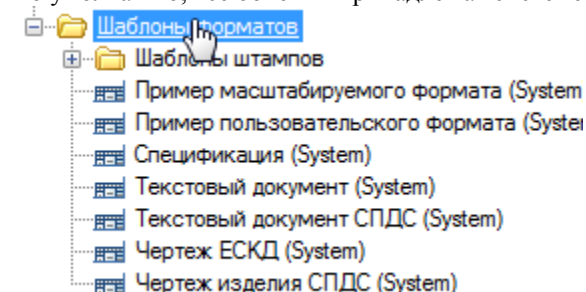 Шаблоны форматов
Шаблоны штампов
Пример масштабируемого формата (System
Пример пользовательского формата (System
Спецификация (System)
Текстовый документ (System)
Текстовый документ СПДС (System)
Чертеж ЕСКД (System)
Чертеж изделия СПДС (System)